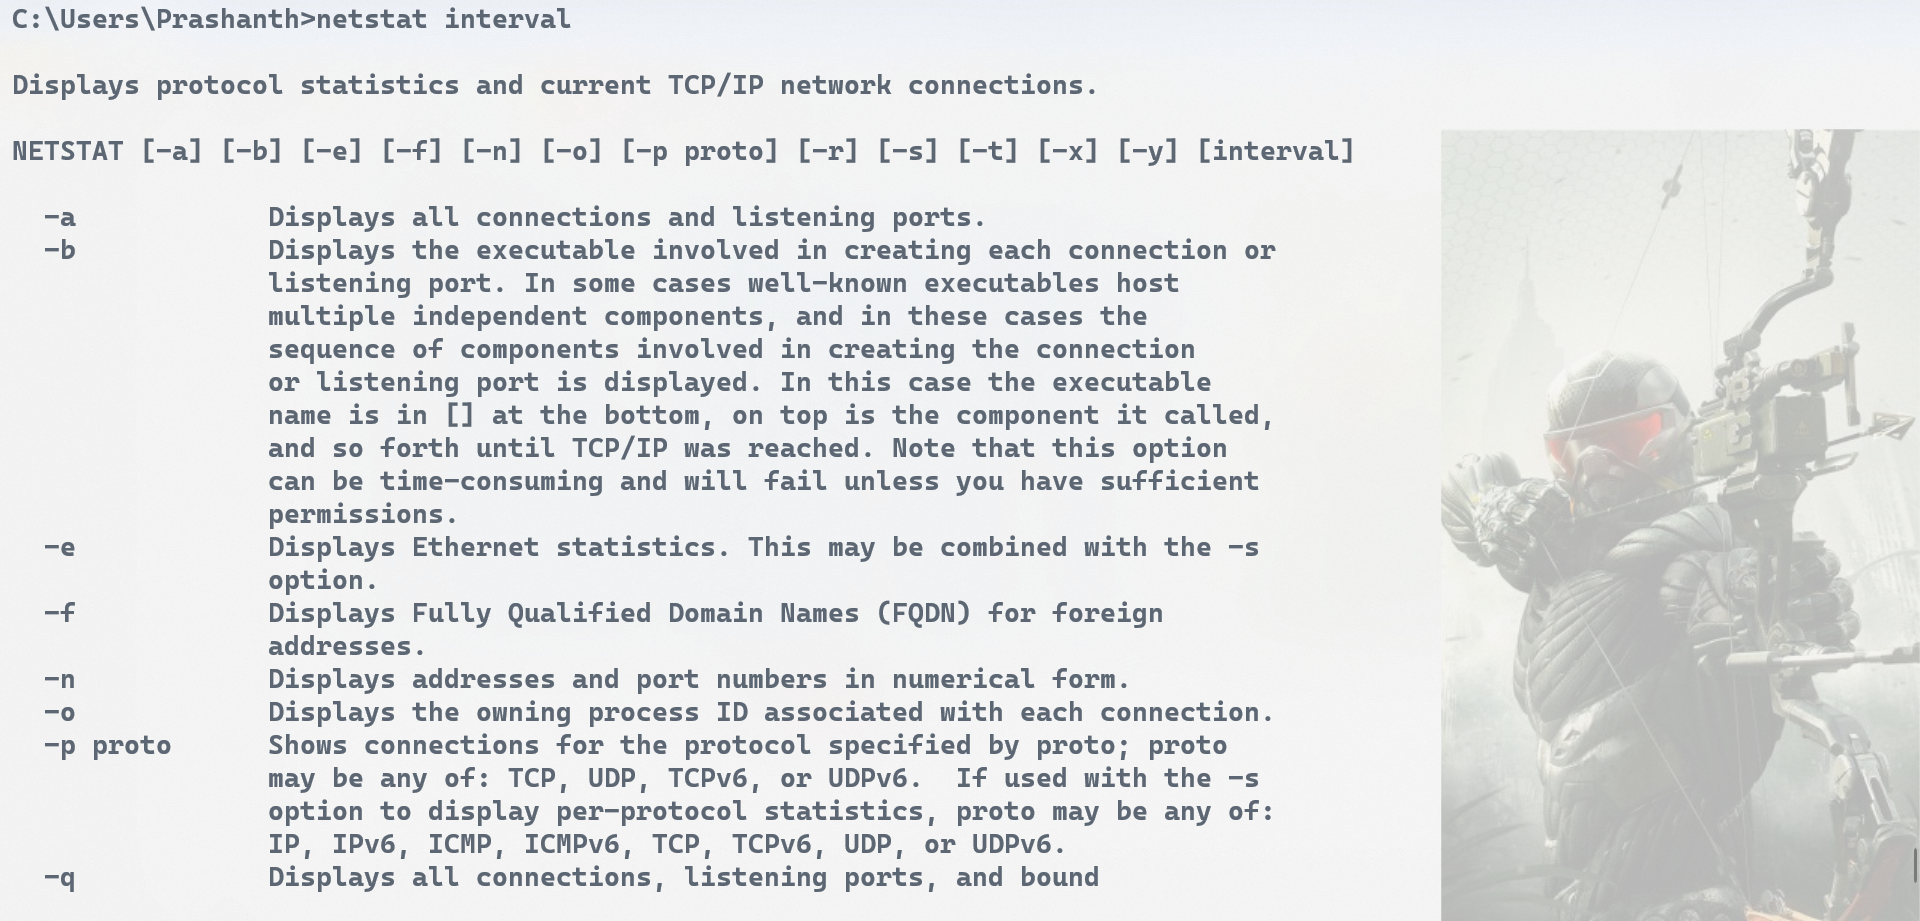 C:\Users\Prashanth>netstat interval
Displays protocol statistics and current TCP/IP network connections.
NETSTAT [-a] [-b] [-e] [-f] [-n] [-o] [-p proto] [-r] [-s] [-t] [-x] [-y] [interval]
-a Displays all connections and listening ports.
-b Displays the executable involved in creating each connection or
listening port. In some cases well-known executables host
multiple independent components, and in these cases the
sequence of components involved in creating the connection
or listening port is displayed. In this case the executable
name is in [] at the bottom, on top is the component it called,
and so forth until TCP/IP was reached. Note that this option
can be time-consuming and will fail unless you have sufficient
permissions.
-e Displays Ethernet statistics. This may be combined with the -s
option.
-f Displays Fully Qualified Domain Names (FQDN) for foreign
addresses.
-n Displays addresses and port numbers in numerical form.
-o Displays the owning process ID associated with each connection.
-p proto Shows connections for the protocol specified by proto; proto
may be any of: TCP, UDP, TCPv6, or UDPv6.  If used with the -s
option to display per-protocol statistics, proto may be any of:
IP, IPv6, ICMP, ICMPv6, TCP, TCPv6, UDP, or UDPv6.
-q Displays all connections, listening ports, and bound